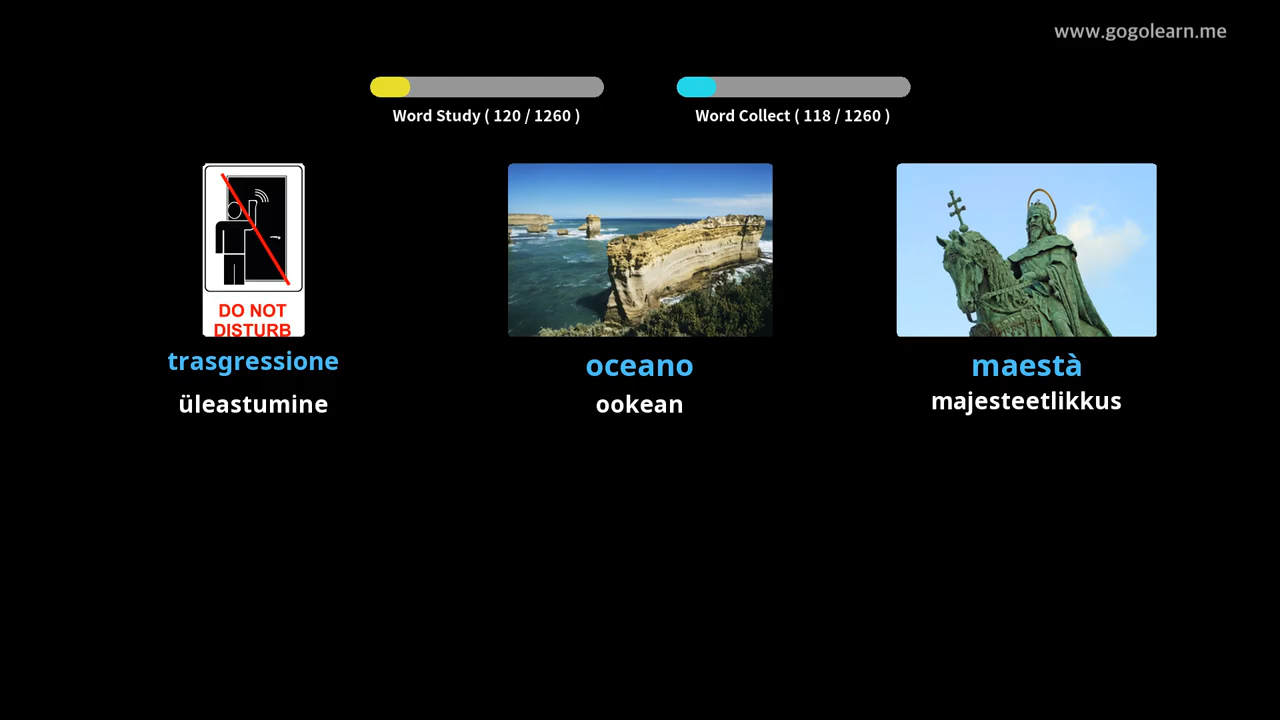 www.gogolearn.me
Word Study ( 120 / 1260 )
Word Collect ( 118 / 1260 )
DO NOT
DISTURB
trasgressione
üleastumine
oceano
ookean
maestà
majesteetlikkus